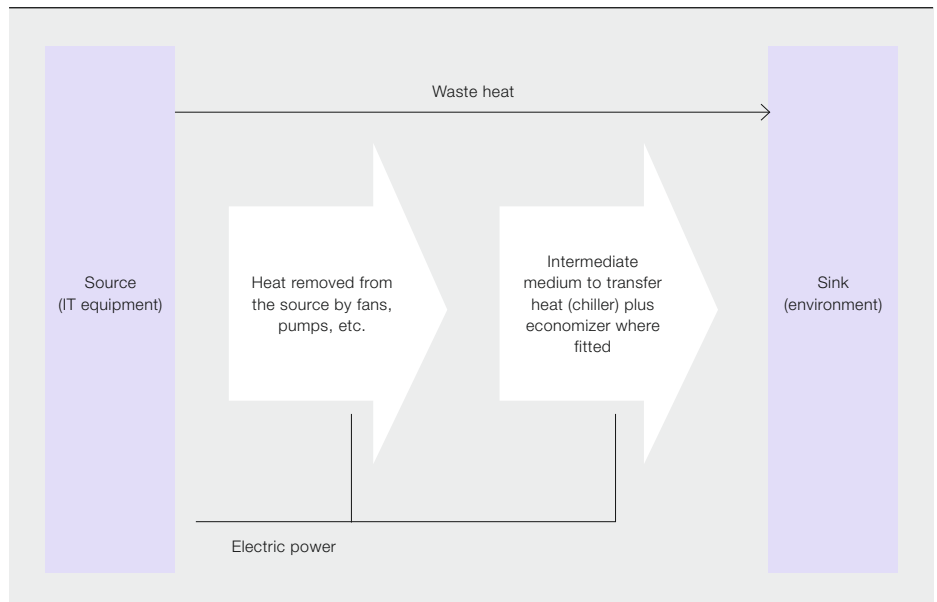 Waste heat
Source
(IT equipment)
Heat removed from
the source by fans,
pumps, etc.
Intermediate
medium to transfer
heat (chiller) plus
economizer where
fitted
Sink
(environment)
Electric power